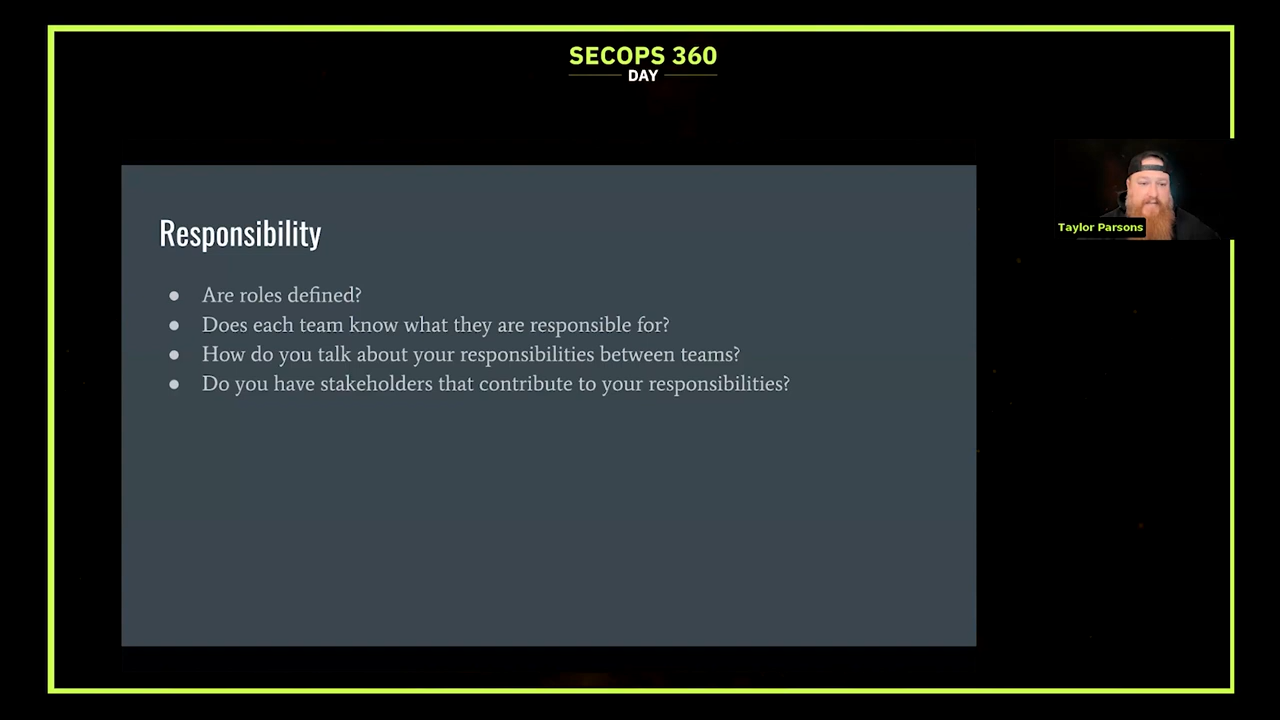 SECOPS 360
DAY
Responsibility
● Are roles defined?
● Does each team know what they are responsible for?
● How do you talk about your responsibilities between teams?
● Do you have stakeholders that contribute to your responsibilities?
Taylor Parsons